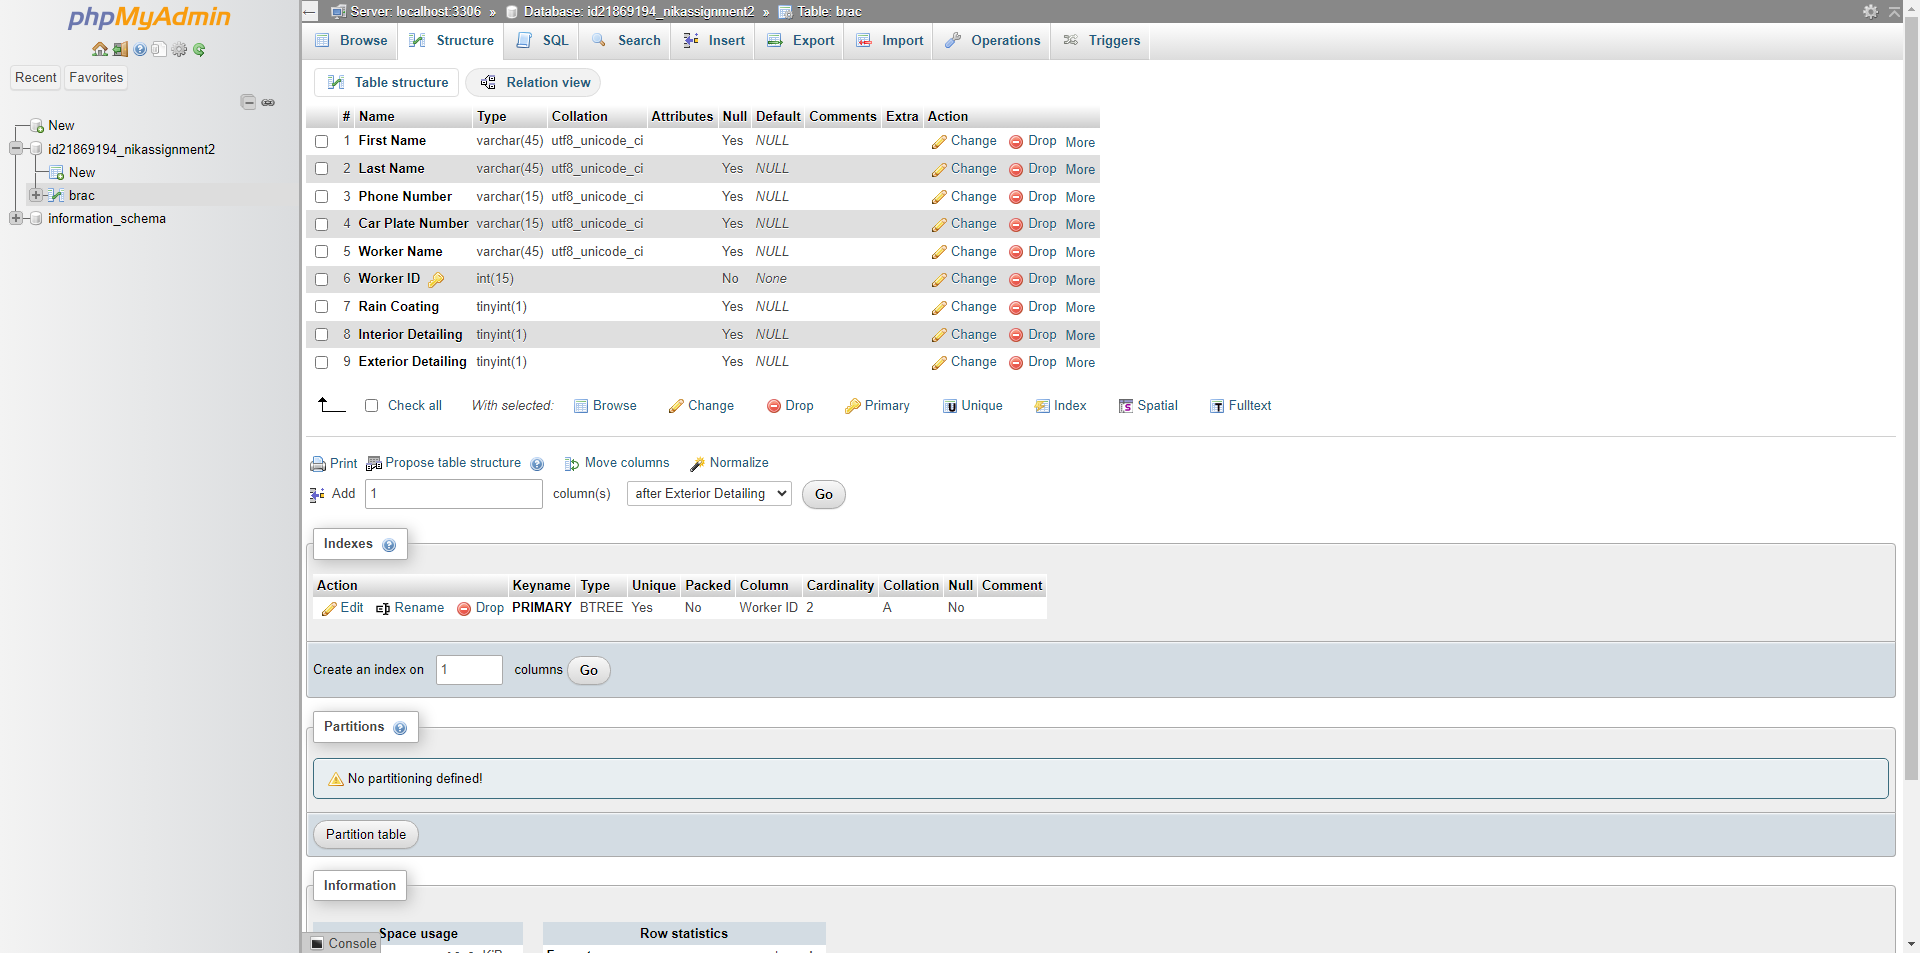 phpMyAdmin
Recent Favorites
New
id21869194_nikassignment2
New
brac
information_schema
Server: localhost:3306 » Database: id21869194_nikassignment2 » Table: brac
Browse Structure SQL Search Insert Export Import Operations Triggers
Table structure Relation view
# Name Type Collation Attributes Null Default Comments Extra Action
1 First Name varchar(45) utf8_unicode_ci Yes NULL Change Drop More
2 Last Name varchar(45) utf8_unicode_ci Yes NULL Change Drop More
3 Phone Number varchar(15) utf8_unicode_ci Yes NULL Change Drop More
4 Car Plate Number varchar(15) utf8_unicode_ci Yes NULL Change Drop More
5 Worker Name varchar(45) utf8_unicode_ci Yes NULL Change Drop More
6 Worker ID int(15) No None Change Drop More
7 Rain Coating tinyint(1) Yes NULL Change Drop More
8 Interior Detailing tinyint(1) Yes NULL Change Drop More
9 Exterior Detailing tinyint(1) Yes NULL Change Drop More
Check all With selected: Browse Change Drop Primary Unique Index Spatial Fulltext
Print Propose table structure Move columns Normalize
Add 1 column(s) after Exterior Detailing Go
Indexes
Action Keyname Type Unique Packed Column Cardinality Collation Null Comment
Edit Rename Drop PRIMARY BTREE Yes No Worker ID 2 A No
Create an index on 1 columns Go
Partitions
No partitioning defined!
Partition table
Information
Space usage Row statistics
Console